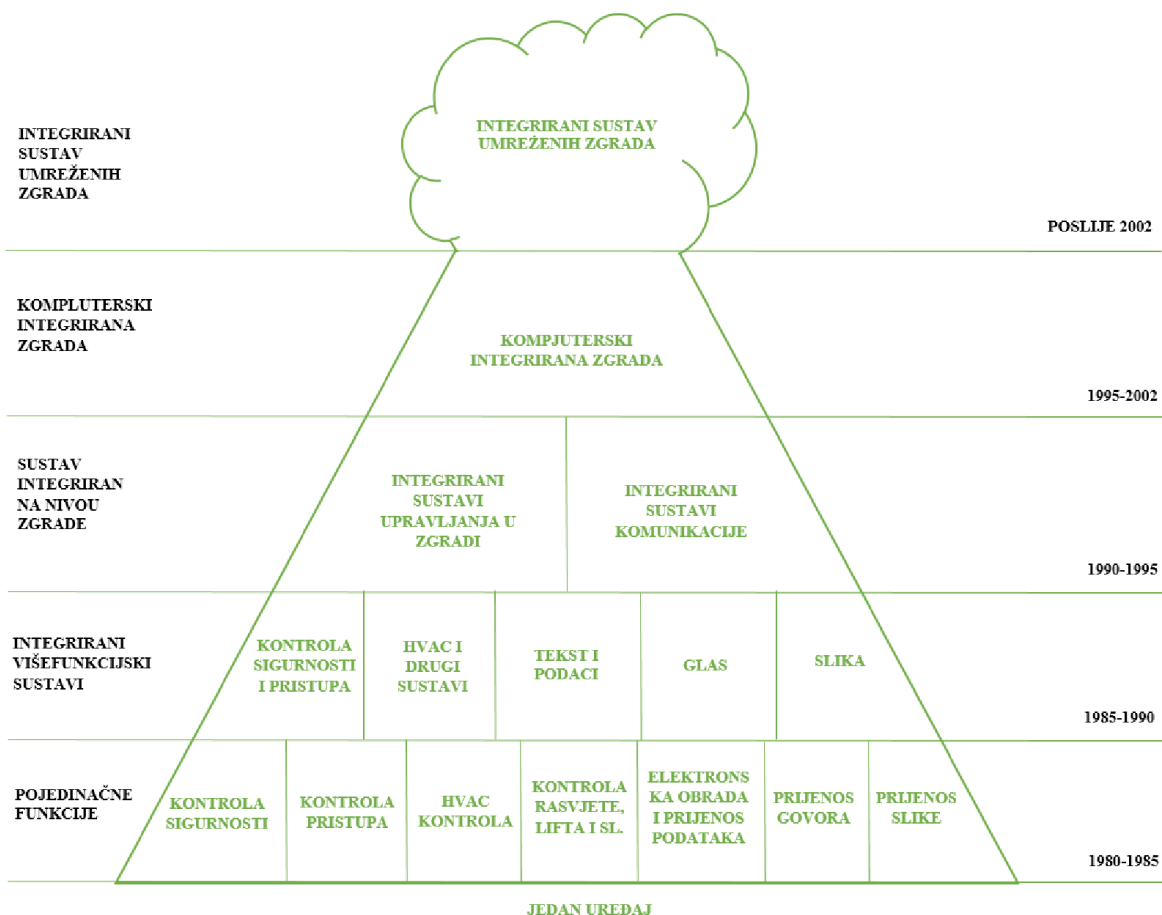 INTEGRIRANI
SUSTAV
UMREŽENIH
ZGRADA
INTEGRIRANI SUSTAV
UMREŽENIH ZGRADA
POSLIJE 2002
KOMPLUTERSKI
INTEGRIRANA
ZGRADA
KOMPJUTERSKI
INTEGRIRANA ZGRADA
1995-2002
SUSTAV
INTEGRIRAN
NA NIVOU
ZGRADE
INTEGRIRANI
SUSTAVI
UPRAVLJANJA U
ZGRADI
INTEGRIRANI
SUSTAVI
KOMUNIKACIJE
1990-1995
INTEGRIRANI
VIŠEFUNKCIJSKI
SUSTAVI
KONTROLA
SIGURNOSTI
I PRISTUPA
HVAC I
DRUGI
SUSTAVI
TEKST I
PODACI
GLAS
SLIKA
1985-1990
POJEDINAČNE
FUNKCIJE
KONTROLA
SIGURNOSTI
KONTROLA
PRISTUPA
HVAC
KONTROLA
KONTROLA
RASVJETE,
LIFTA I SL.
ELEKTRONS
KA OBRADA
I PRIJENOS
PODATAKA
PRIJENOS
GOVORA
PRIJENOS
SLIKE
1980-1985
JEDAN UREĐAJ